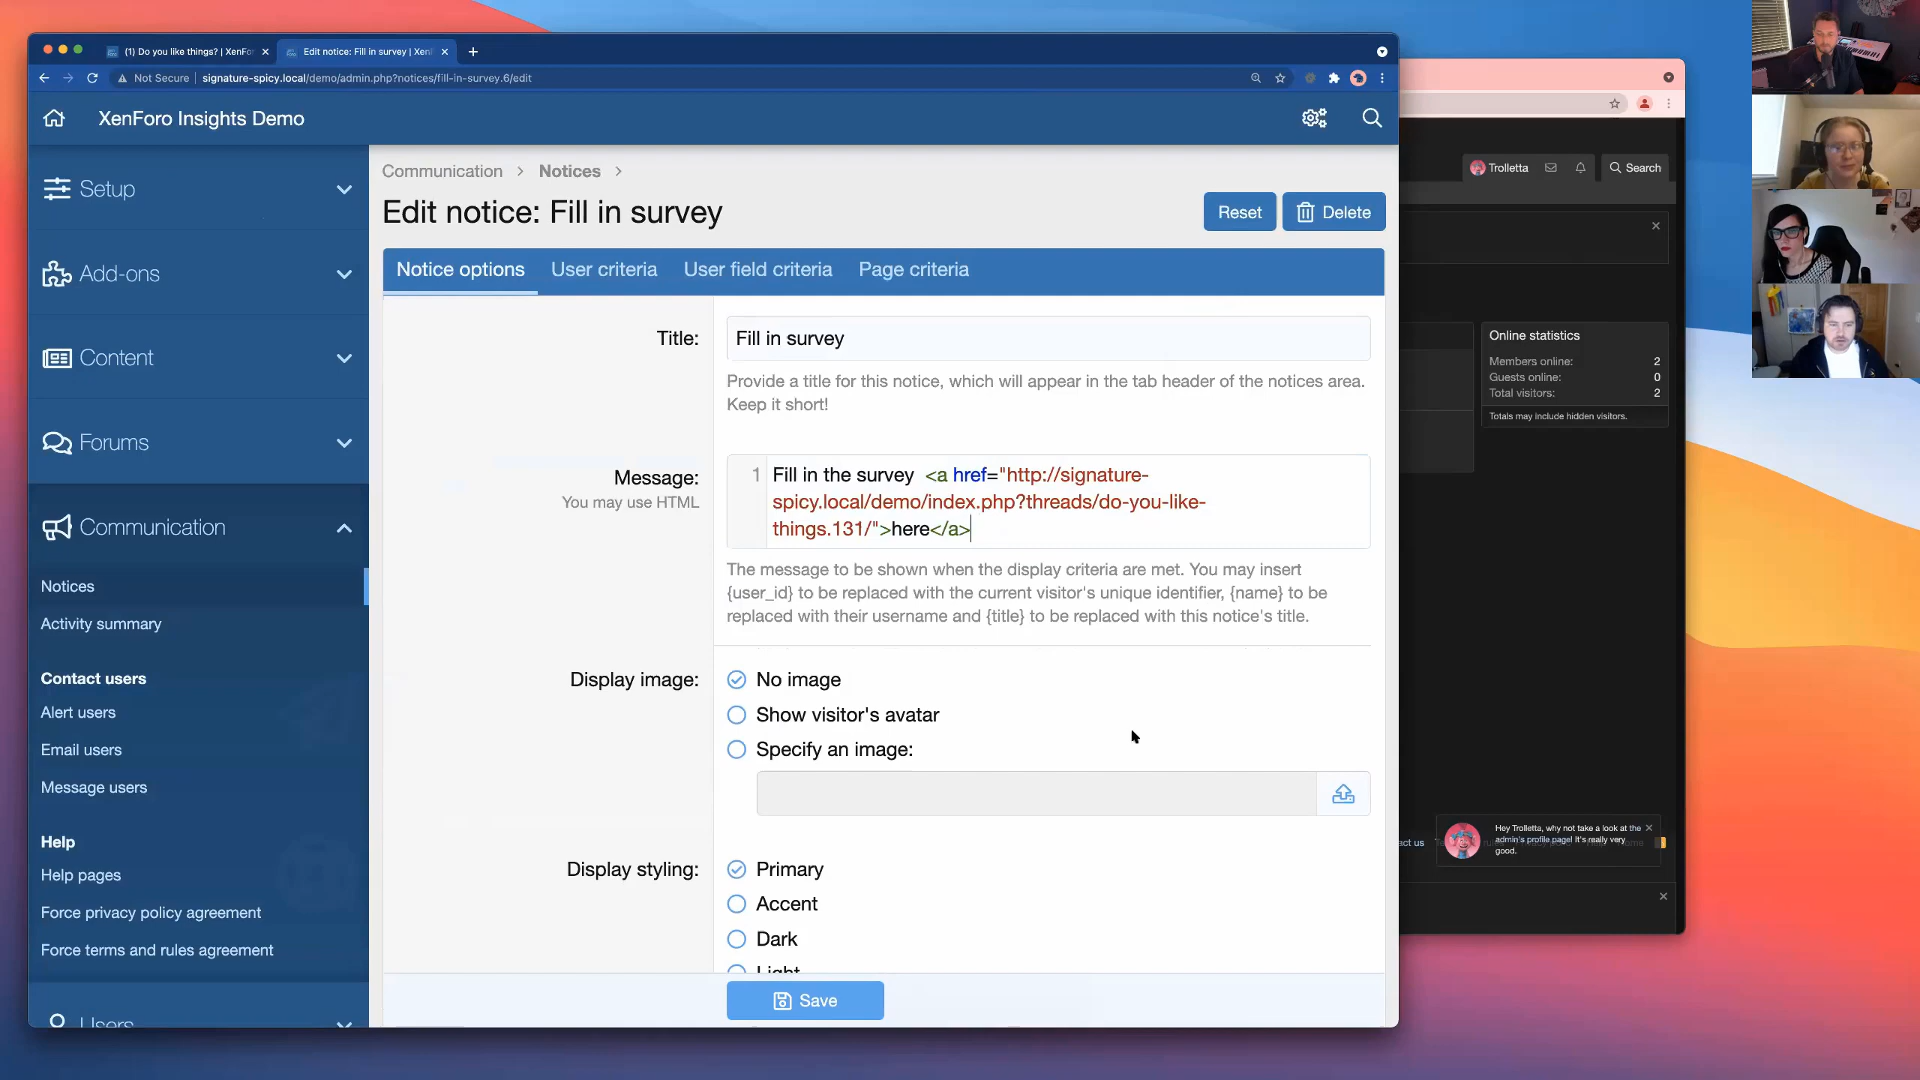 (1) Do you like things? | XenFor
Edit notice: Fill in survey | Xenf
Not Secure
signature-spicy.local/demo/admin.php?notices/fill-in-survey.6/edit
XenForo Insights Demo
Setup
Add-ons
Content
Forums
Communication
Notices
Activity summary
Contact users
Alert users
Email users
Message users
Help
Help pages
Force privacy policy agreement
Force terms and rules agreement
Users
Communication > Notices >
Edit notice: Fill in survey
Reset
Delete
Notice options
User criteria
User field criteria
Page criteria
Title:
Fill in survey
Provide a title for this notice, which will appear in the tab header of the notices area.
Keep it short!
Message:
You may use HTML
1
Fill in the survey <a href="http://signature-
spicy.local/demo/index.php?threads/do-you-like-
things.131/">here</a>
The message to be shown when the display criteria are met. You may insert
{user_id} to be replaced with the current visitor's unique identifier, {name} to be
replaced with their username and {title} to be replaced with this notice's title.
Display image:
No image
Show visitor's avatar
Specify an image:
Display styling:
Primary
Accent
Dark
Light
Save
Trolletta
Search
Online statistics
Members online: 2
Guests online: 0
Total visitors: 2
Totals may include hidden visitors.
Hey Trolletta, why not take a look at the
admin's profile page! It's really very
good.
act us